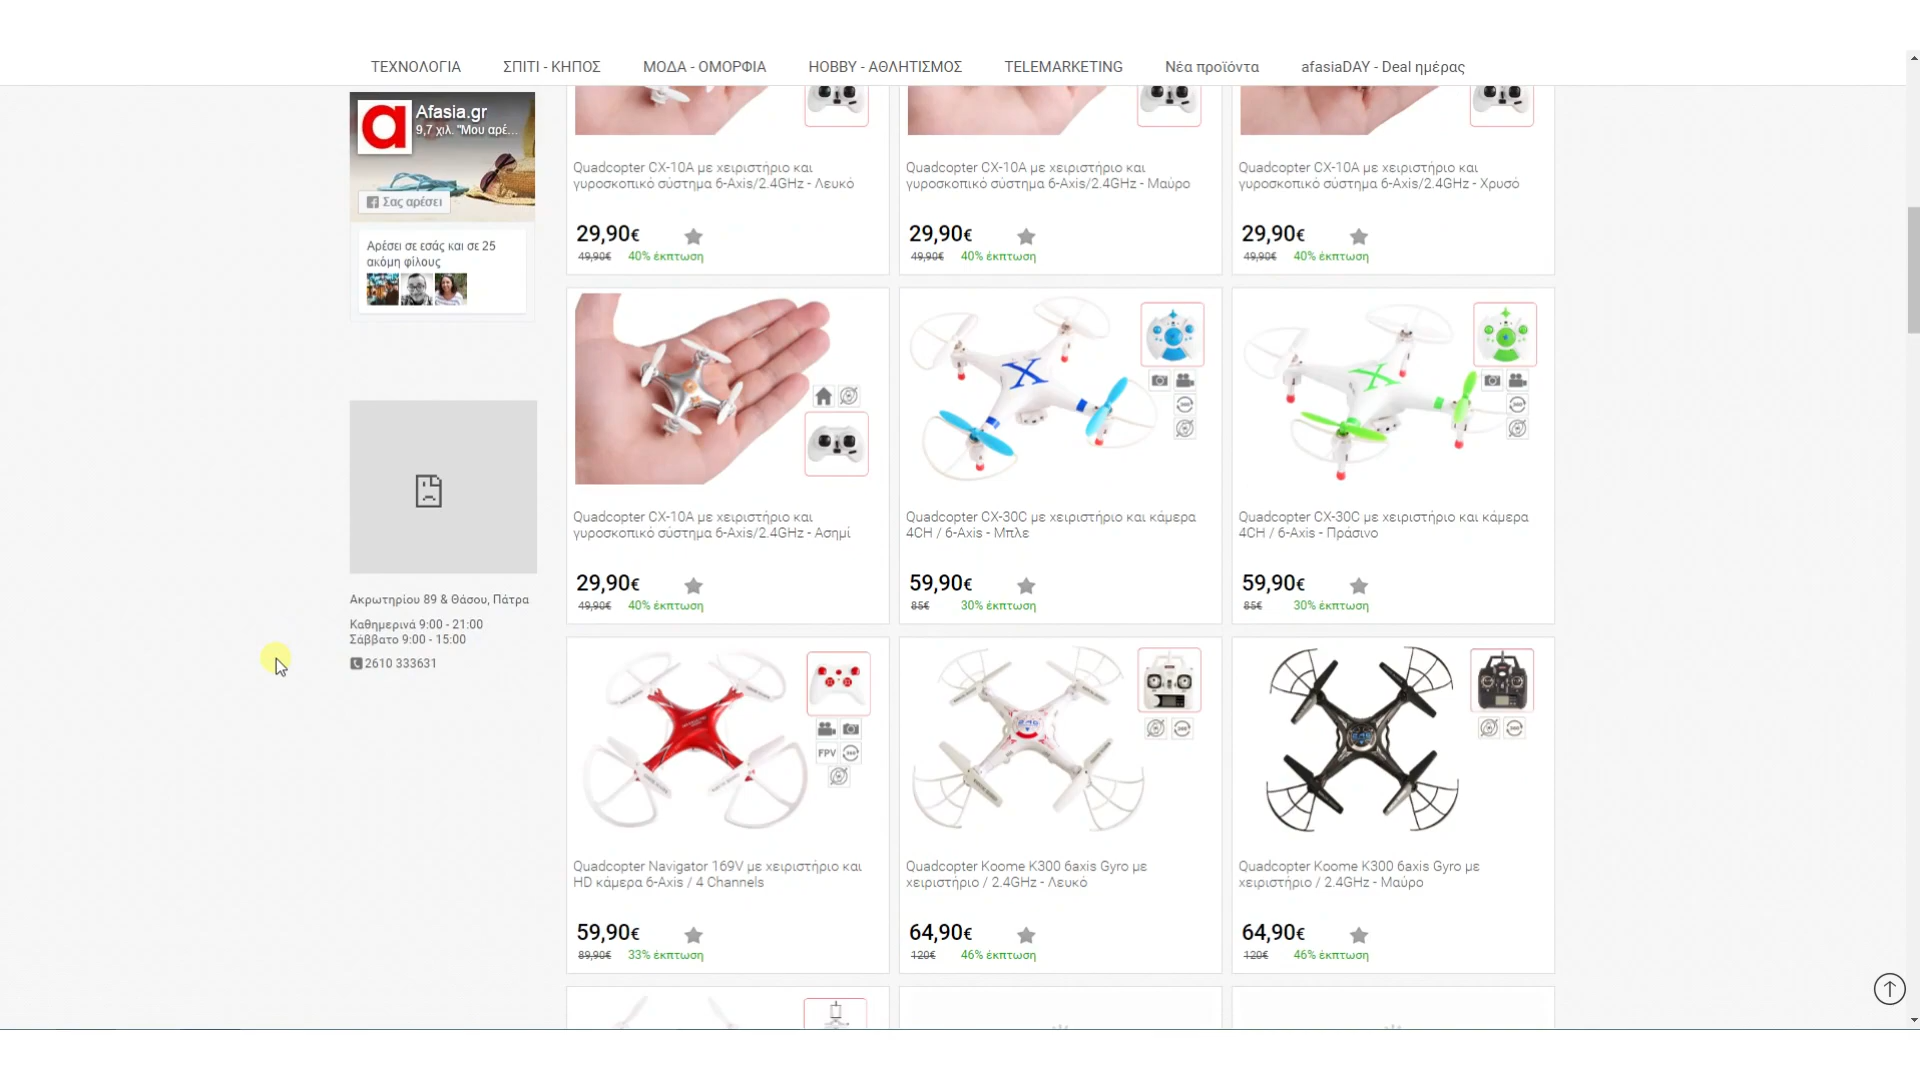 ΤΕΧΝΟΛΟΓΙΑ ΣΠΙΤΙ - ΚΗΠΟΣ ΜΟΔΑ - ΟΜΟΡΦΙΑ HOBBY - ΑΘΛΗΤΙΣΜΟΣ TELEMARKETING Νέα προϊόντα afasiaDAY - Deal ημέρας
Afasia.gr
9,7 χιλ. "Μου αρέ...
Σας αρέσει
Αρέσει σε εσάς και σε 25
ακόμη φίλους
Ακρωτηρίου 89 & Θάσου, Πάτρα
Καθημερινά 9:00 - 21:00
Σάββατο 9:00 - 15:00
2610 333631
Quadcopter CX-10A με χειριστήριο και
γυροσκοπικό σύστημα 6-Axis/2.4GHz - Λευκό
29,90€
49,90€ 40% έκπτωση
Quadcopter CX-10A με χειριστήριο και
γυροσκοπικό σύστημα 6-Axis/2.4GHz - Μαύρο
29,90€
49,90€ 40% έκπτωση
Quadcopter CX-10A με χειριστήριο και
γυροσκοπικό σύστημα 6-Axis/2.4GHz - Χρυσό
29,90€
49,90€ 40% έκπτωση
Quadcopter CX-10A με χειριστήριο και
γυροσκοπικό σύστημα 6-Axis/2.4GHz - Ασημί
29,90€
49,90€ 40% έκπτωση
Quadcopter CX-30C με χειριστήριο και κάμερα
4CH / 6-Axis - Μπλε
59,90€
85€ 30% έκπτωση
Quadcopter CX-30C με χειριστήριο και κάμερα
4CH / 6-Axis - Πράσινο
59,90€
85€ 30% έκπτωση
FPV
Quadcopter Navigator 169V με χειριστήριο και
HD κάμερα 6-Axis / 4 Channels
59,90€
89,90€ 33% έκπτωση
Quadcopter Koome K300 6axis Gyro με
χειριστήριο / 2.4GHz - Λευκό
64,90€
120€ 46% έκπτωση
Quadcopter Koome K300 6axis Gyro με
χειριστήριο / 2.4GHz - Μαύρο
64,90€
120€ 46% έκπτωση